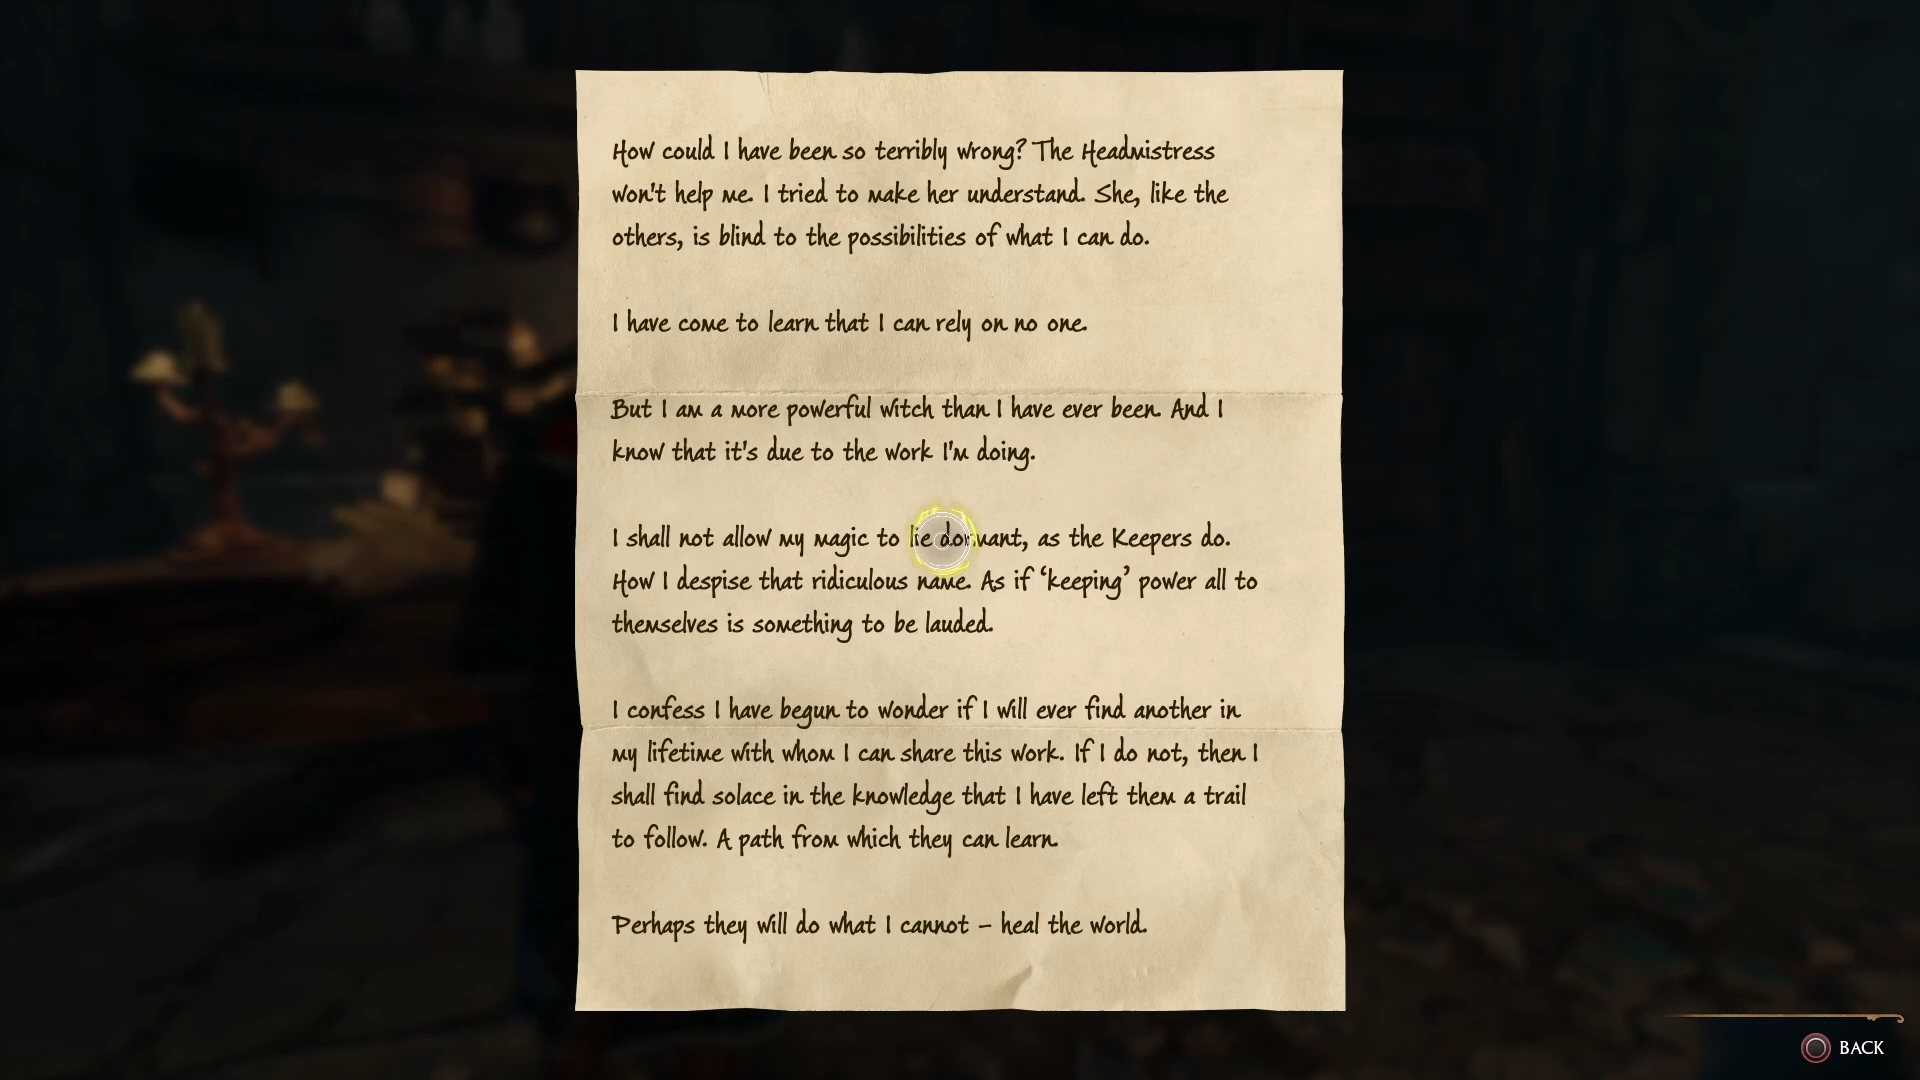 How could I have been so terribly wrong? The Headmistress
won't help me. I tried to make her understand. She, like the
others, is blind to the possibilities of what I can do.
I have come to learn that I can rely on no one.
But I am a more powerful witch than I have ever been. And I
know that it's due to the work I'm doing.
I shall not allow my magic to lie dormant, as the Keepers do.
How I despise that ridiculous name. As if ‘keeping’ power all to
themselves is something to be lauded.
I confess I have begun to wonder if I will ever find another in
my lifetime with whom I can share this work. If I do not, then I
shall find solace in the knowledge that I have left them a trail
to follow. A path from which they can learn.
Perhaps they will do what I cannot – heal the world.
BACK